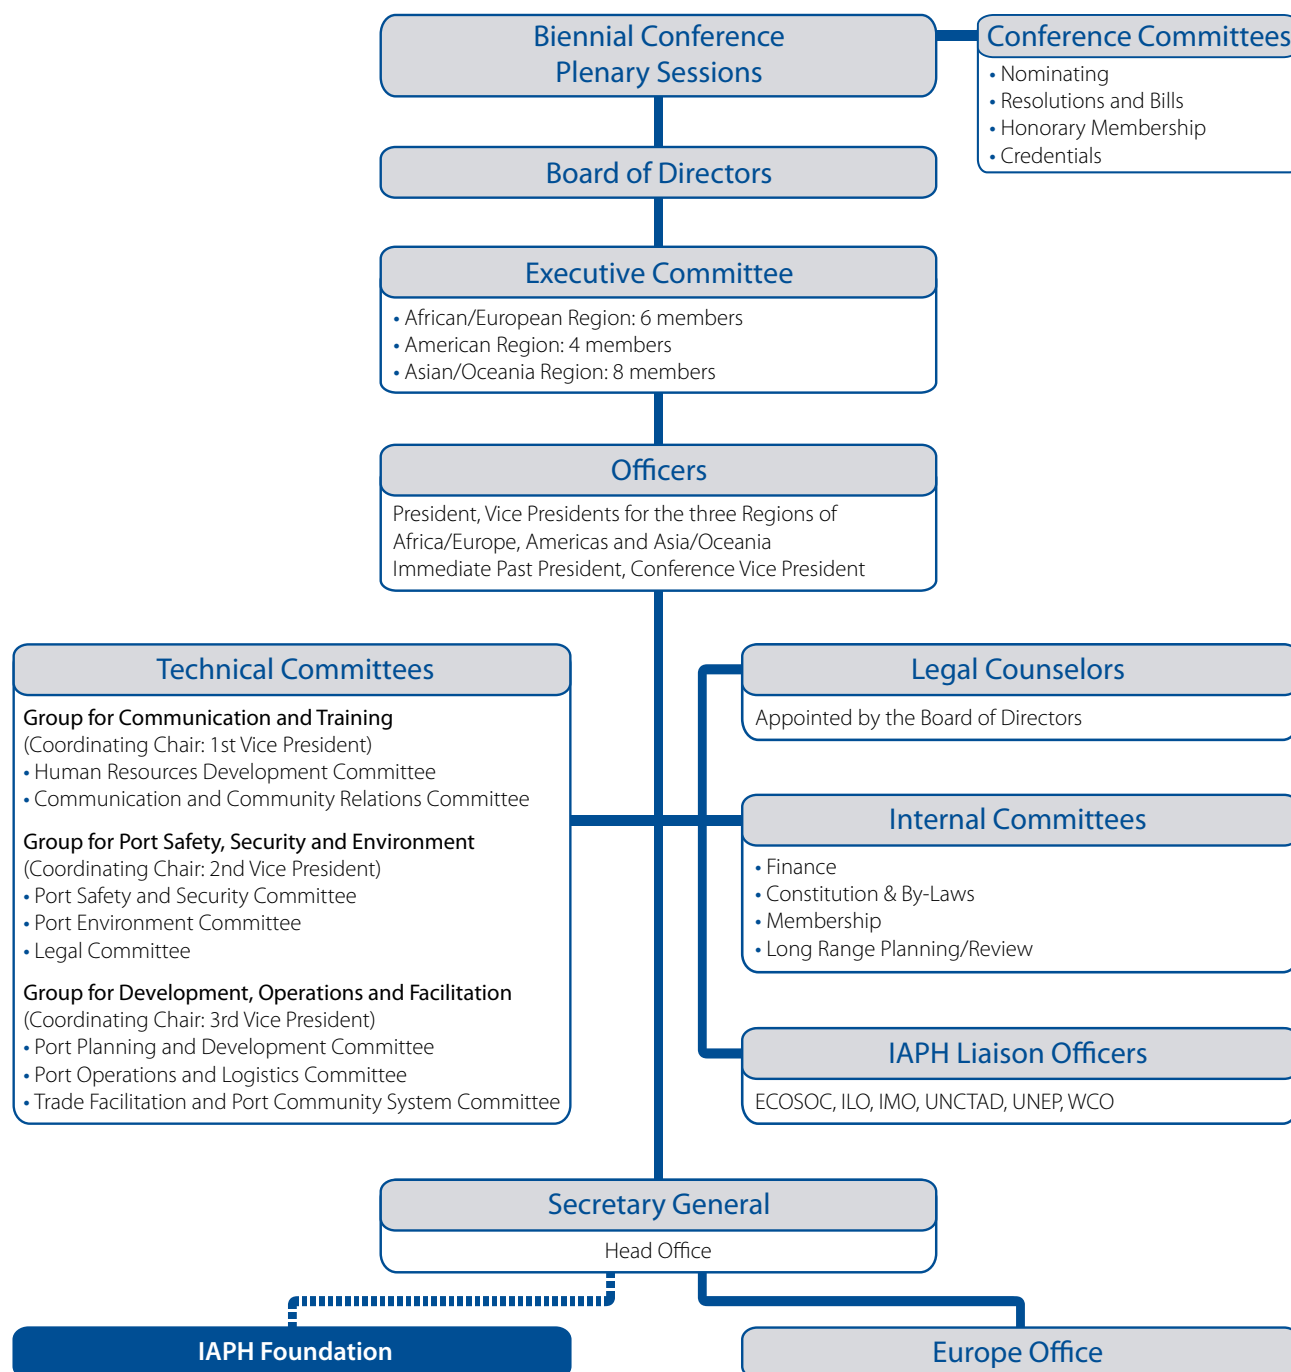 Biennial Conference
Plenary Sessions
Conference Committees
• Nominating
• Resolutions and Bills
• Honorary Membership
• Credentials
Board of Directors
Executive Committee
• African/European Region: 6 members
• American Region: 4 members
• Asian/Oceania Region: 8 members
Officers
President, Vice Presidents for the three Regions of
Africa/Europe, Americas and Asia/Oceania
Immediate Past President, Conference Vice President
Technical Committees
Group for Communication and Training
(Coordinating Chair: 1st Vice President)
• Human Resources Development Committee
• Communication and Community Relations Committee
Group for Port Safety, Security and Environment
(Coordinating Chair: 2nd Vice President)
• Port Safety and Security Committee
• Port Environment Committee
• Legal Committee
Group for Development, Operations and Facilitation
(Coordinating Chair: 3rd Vice President)
• Port Planning and Development Committee
• Port Operations and Logistics Committee
• Trade Facilitation and Port Community System Committee
Legal Counselors
Appointed by the Board of Directors
Internal Committees
• Finance
• Constitution & By-Laws
• Membership
• Long Range Planning/Review
IAPH Liaison Officers
ECOSOC, ILO, IMO, UNCTAD, UNEP, WCO
Secretary General
Head Office
IAPH Foundation
Europe Office